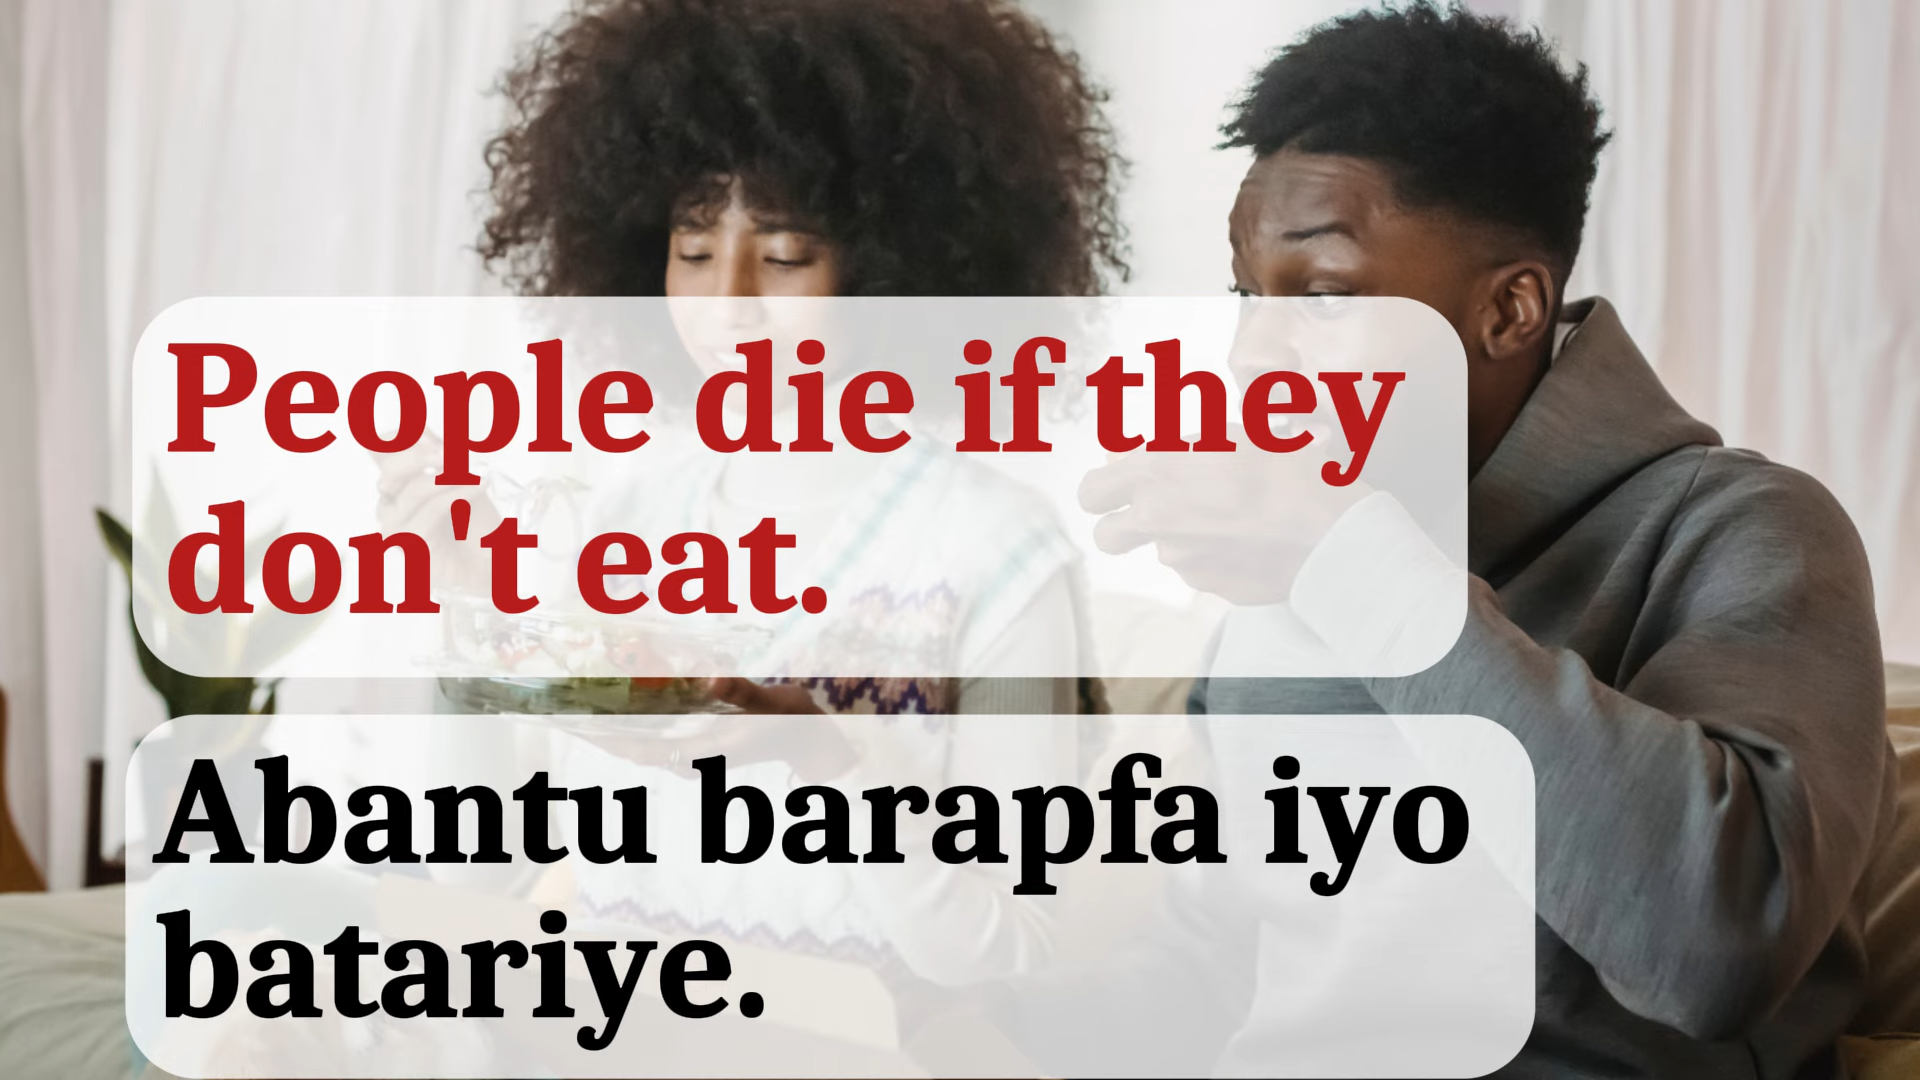 People die if they
don't eat.
Abantu barapfa iyo
batariye.